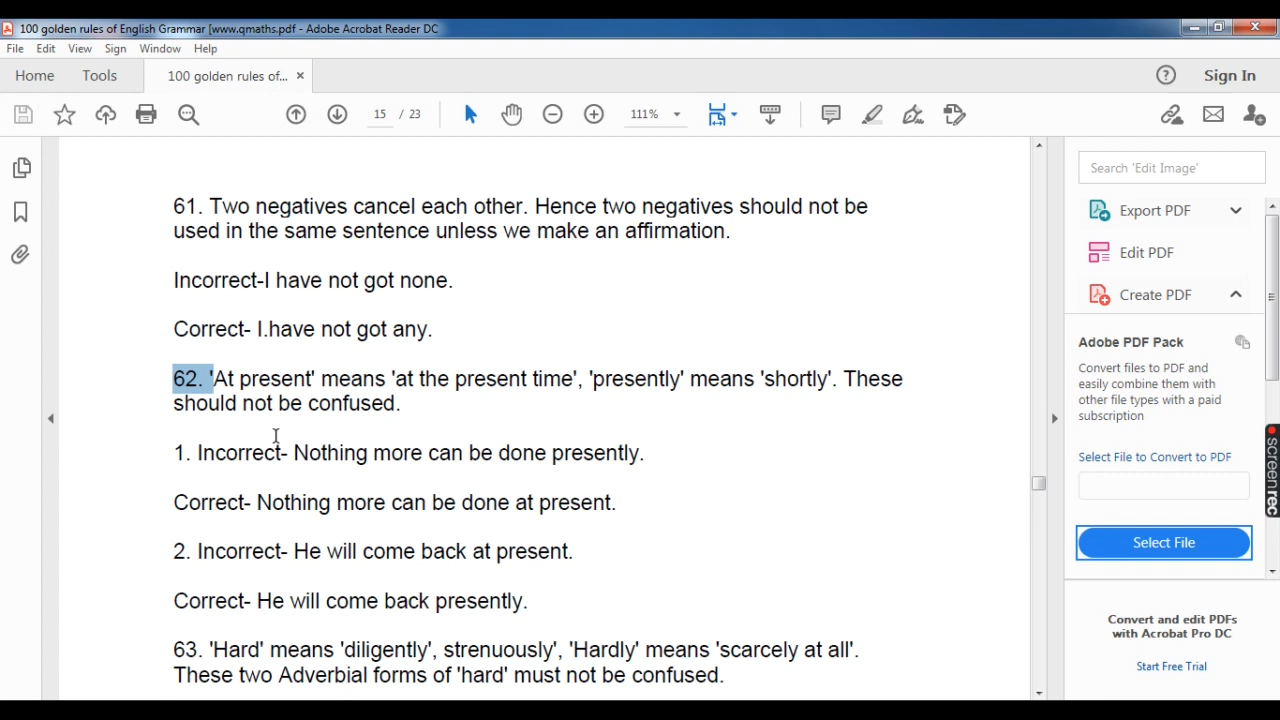 100 golden rules of English Grammar [www.qmaths.pdf - Adobe Acrobat Reader DC
File Edit View Sign Window Help
Home Tools 100 golden rules of... × ? Sign In
15 / 23 111%
Search 'Edit Image'
Export PDF
Edit PDF
Create PDF
Adobe PDF Pack
Convert files to PDF and
easily combine them with
other file types with a paid
subscription
Select File to Convert to PDF
Select File
Convert and edit PDFs
with Acrobat Pro DC
Start Free Trial
screenrec
61. Two negatives cancel each other. Hence two negatives should not be
used in the same sentence unless we make an affirmation.
Incorrect-I have not got none.
Correct- I.have not got any.
62. 'At present' means 'at the present time', 'presently' means 'shortly'. These
should not be confused.
1. Incorrect- Nothing more can be done presently.
Correct- Nothing more can be done at present.
2. Incorrect- He will come back at present.
Correct- He will come back presently.
63. 'Hard' means 'diligently', strenuously', 'Hardly' means 'scarcely at all'.
These two Adverbial forms of 'hard' must not be confused.